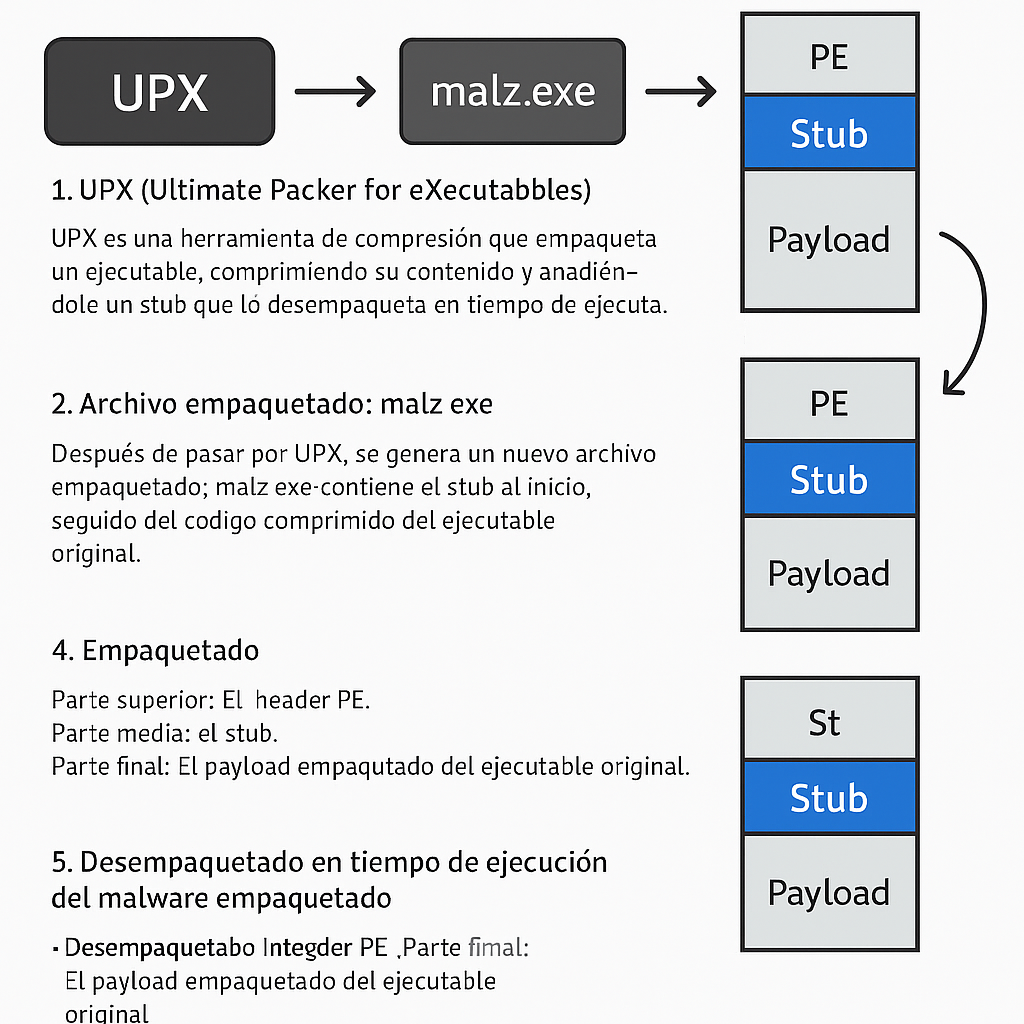 UPX
malz.exe
PE
Stub
Payload
1. UPX (Ultimate Packer for eXecutabbles)
UPX es una herramienta de compresión que empaqueta
un ejecutable, comprimíendo su contenido y anadién–
dole un stub que ló desempaqueta en tiempo de ejecuta.
2. Archivo empaquetado: malz exe
Después de pasar por UPX, se genera un nuevo archivo
empaquetado; malz exe·contiene el stub al inicio,
seguido del codigo comprimido del ejecutable
original.
PE
Stub
Payload
4. Empaquetado
Parte superior: El header PE.
Parte media: el stub.
Parte final: El payload empaqutado del ejecutable original.
St
Stub
Payload
5. Desempaquetado en tiempo de ejecución
del malware empaquetado
· Desempaquetabo Integder PE ,Parte fimal:
El payload empaquetado del ejecutable
original